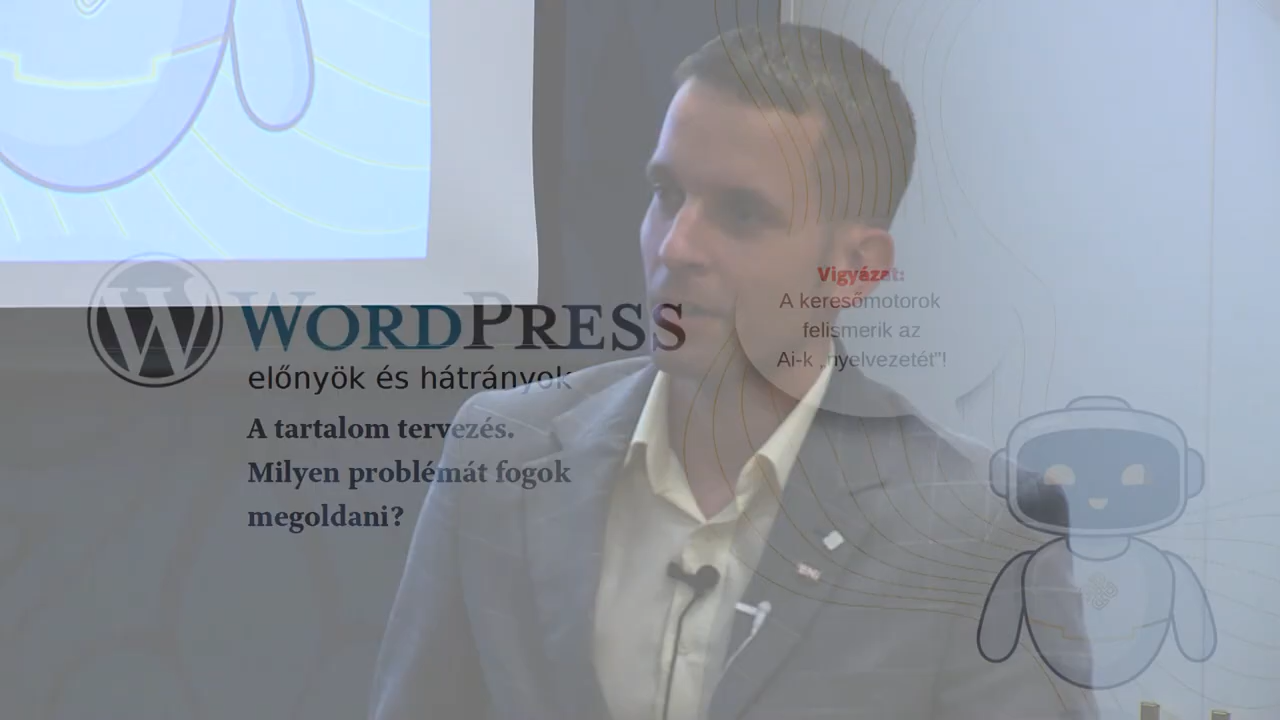 WORDPRESS
előnyök és hátrányok
A tartalom tervezés.
Milyen problémát fogok
megoldani?
Vigyázat:
A keresőmotorok
felismerik az
Ai-k „nyelvezetét”!